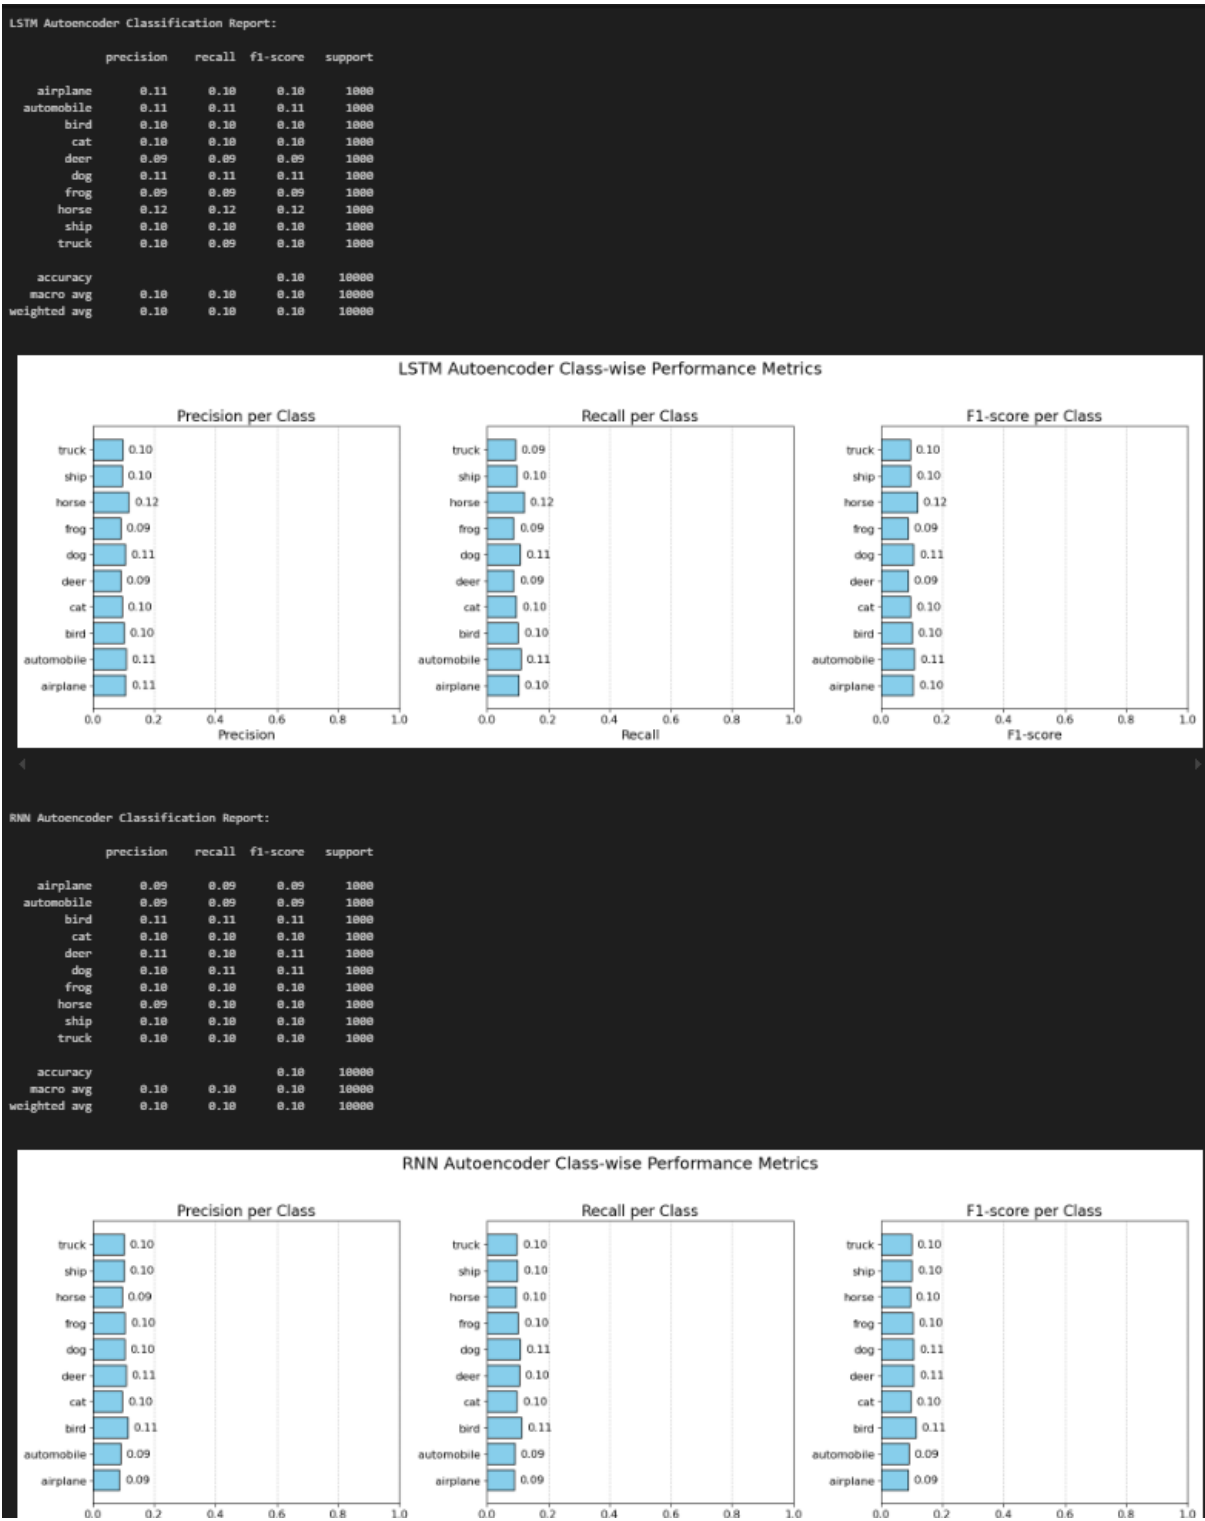 LSTM Autoencoder Classification Report:
precision recall f1-score support
airplane 0.11 0.10 0.10 1000
automobile 0.11 0.11 0.11 1000
bird 0.10 0.10 0.10 1000
cat 0.10 0.10 0.10 1000
deer 0.09 0.09 0.09 1000
dog 0.11 0.11 0.11 1000
frog 0.09 0.09 0.09 1000
horse 0.12 0.12 0.12 1000
ship 0.10 0.10 0.10 1000
truck 0.10 0.09 0.10 1000
accuracy 0.10 10000
macro avg 0.10 0.10 0.10 10000
weighted avg 0.10 0.10 0.10 10000
LSTM Autoencoder Class-wise Performance Metrics
Precision per Class Recall per Class F1-score per Class
truck 0.10 truck 0.09 truck 0.10
ship 0.10 ship 0.10 ship 0.10
horse 0.12 horse 0.12 horse 0.12
frog 0.09 frog 0.09 frog 0.09
dog 0.11 dog 0.11 dog 0.11
deer 0.09 deer 0.09 deer 0.09
cat 0.10 cat 0.10 cat 0.10
bird 0.10 bird 0.10 bird 0.10
automobile 0.11 automobile 0.11 automobile 0.11
airplane 0.11 airplane 0.10 airplane 0.10
0.0 0.2 0.4 0.6 0.8 1.0 0.0 0.2 0.4 0.6 0.8 1.0 0.0 0.2 0.4 0.6 0.8 1.0
Precision Recall F1-score
RNN Autoencoder Classification Report:
precision recall f1-score support
airplane 0.09 0.09 0.09 1000
automobile 0.09 0.09 0.09 1000
bird 0.11 0.11 0.11 1000
cat 0.10 0.10 0.10 1000
deer 0.11 0.10 0.11 1000
dog 0.10 0.11 0.11 1000
frog 0.10 0.10 0.10 1000
horse 0.09 0.10 0.10 1000
ship 0.10 0.10 0.10 1000
truck 0.10 0.10 0.10 1000
accuracy 0.10 10000
macro avg 0.10 0.10 0.10 10000
weighted avg 0.10 0.10 0.10 10000
RNN Autoencoder Class-wise Performance Metrics
Precision per Class Recall per Class F1-score per Class
truck 0.10 truck 0.10 truck 0.10
ship 0.10 ship 0.10 ship 0.10
horse 0.09 horse 0.10 horse 0.10
frog 0.10 frog 0.10 frog 0.10
dog 0.10 dog 0.11 dog 0.11
deer 0.11 deer 0.10 deer 0.11
cat 0.10 cat 0.10 cat 0.10
bird 0.11 bird 0.11 bird 0.11
automobile 0.09 automobile 0.09 automobile 0.09
airplane 0.09 airplane 0.09 airplane 0.09
0.0 0.2 0.4 0.6 0.8 1.0 0.0 0.2 0.4 0.6 0.8 1.0 0.0 0.2 0.4 0.6 0.8 1.0